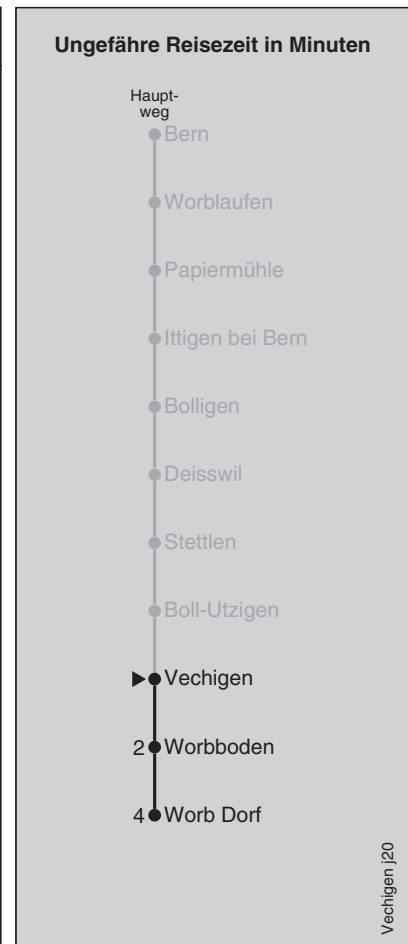 Ungefähre Reisezeit in Minuten
Haupt-
weg
Bern
Worblaufen
Papiermühle
Ittigen bei Bern
Bolligen
Deisswil
Stettlen
Boll-Utzigen
Vechigen
2 Worbboden
4 Worb Dorf
Vechigen j20